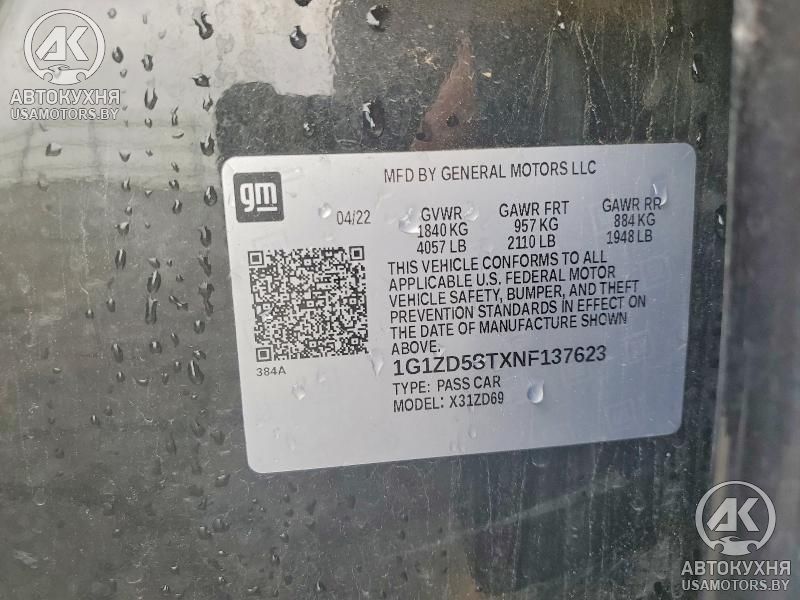 АК
АВТОКУХНЯ
USAMOTORS.BY
gm
MFD BY GENERAL MOTORS LLC
04/22
GVWR GAWR FRT GAWR RR
1840 KG 957 KG 884 KG
4057 LB 2110 LB 1948 LB
THIS VEHICLE CONFORMS TO ALL
APPLICABLE U.S. FEDERAL MOTOR
VEHICLE SAFETY, BUMPER, AND THEFT
PREVENTION STANDARDS IN EFFECT ON
THE DATE OF MANUFACTURE SHOWN
ABOVE.
384A
1G1ZD5STXNF137623
TYPE: PASS CAR
MODEL: X31ZD69
АК
АВТОКУХНЯ
USAMOTORS.BY